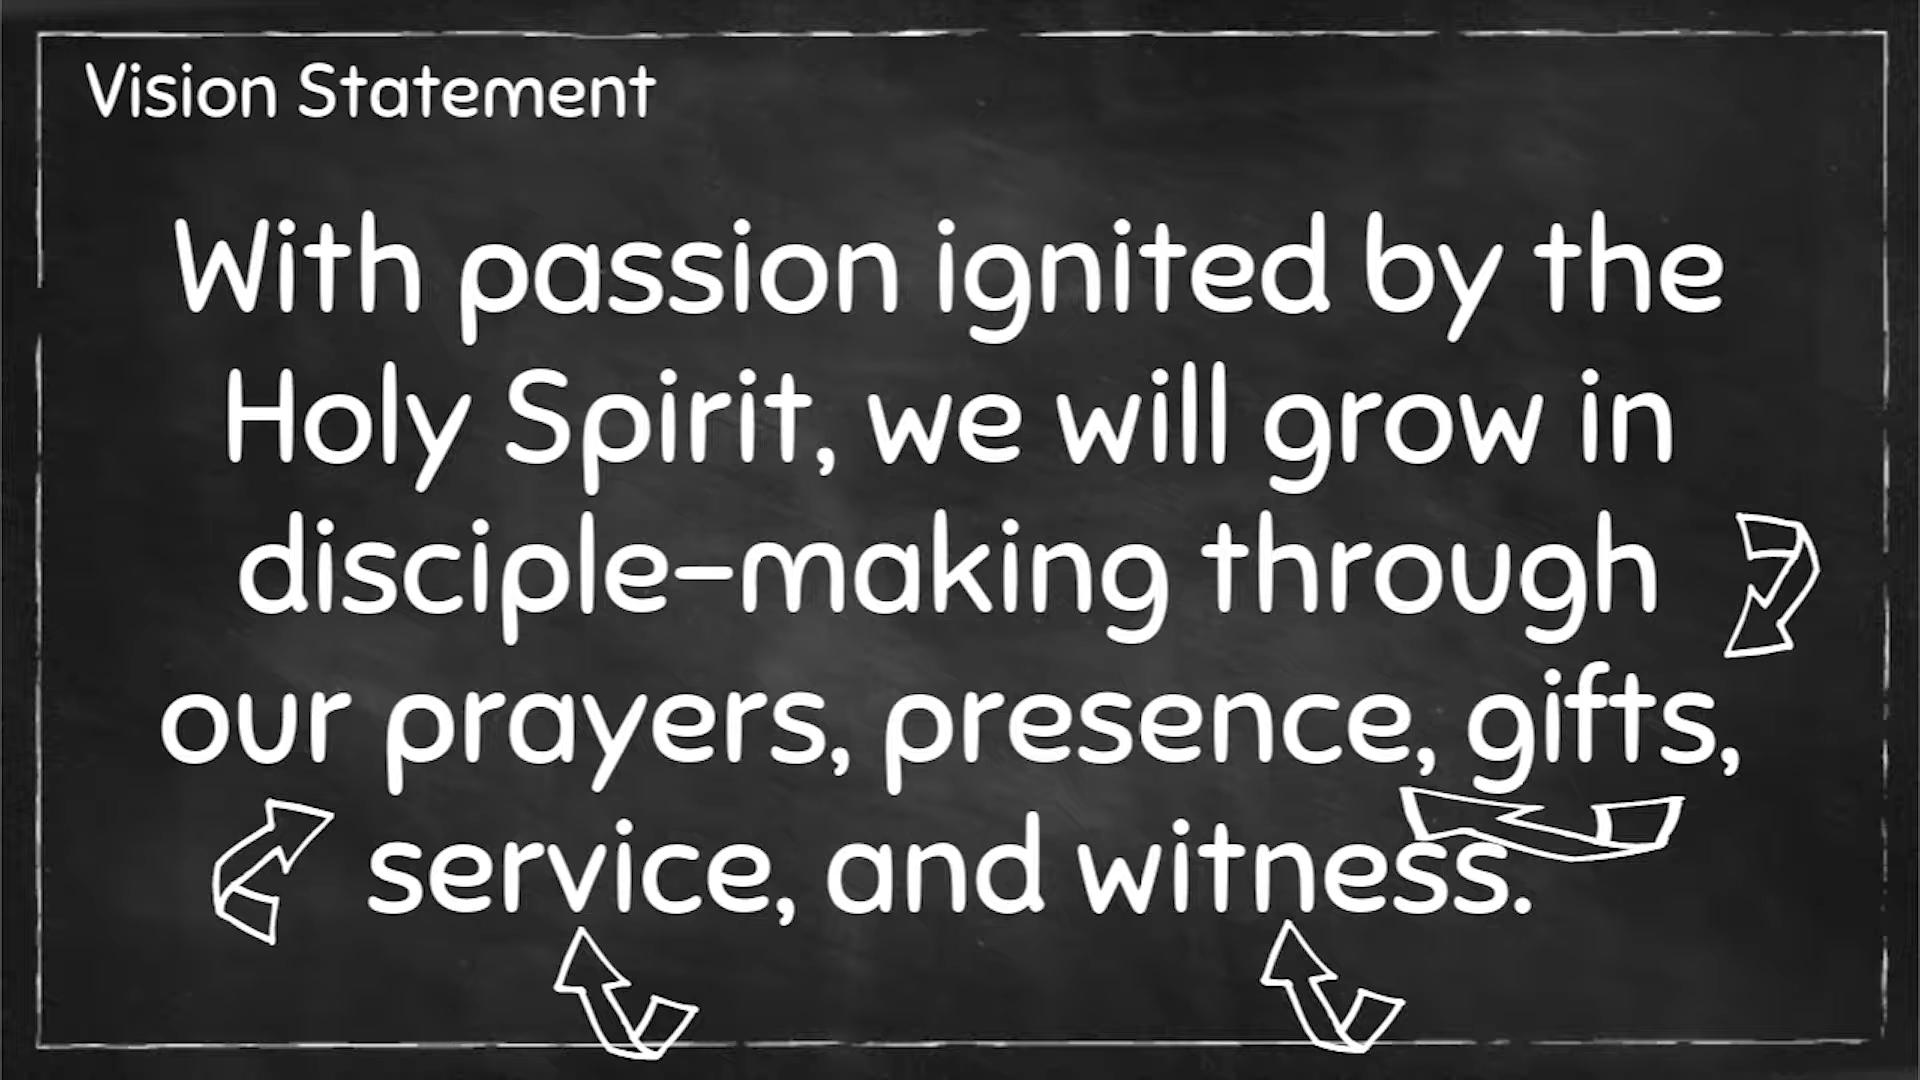 Vision Statement
With passion ignited by the
Holy Spirit, we will grow in
disciple-making through
our prayers, presence, gifts,
service, and witness.